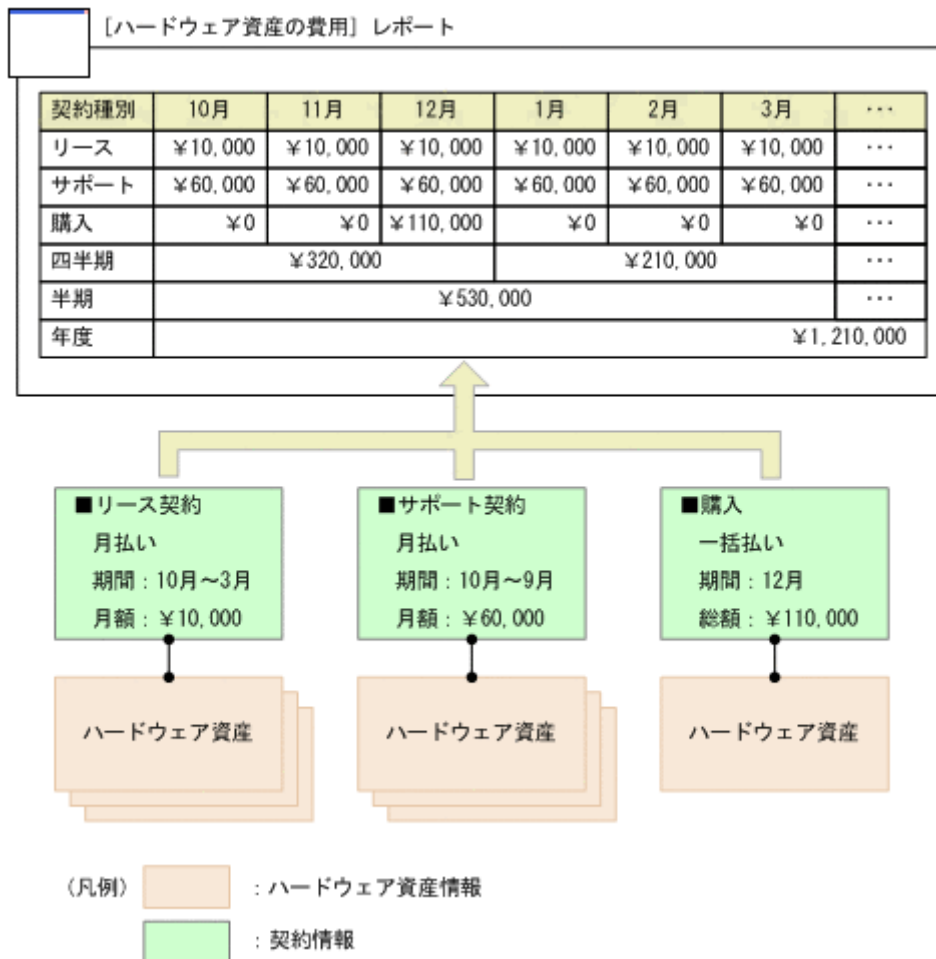 [ハードウェア資産の費用] レポート
契約種別 10月 11月 12月 1月 2月 3月 ･･･
リース ￥10,000 ￥10,000 ￥10,000 ￥10,000 ￥10,000 ￥10,000 ･･･
サポート ￥60,000 ￥60,000 ￥60,000 ￥60,000 ￥60,000 ￥60,000 ･･･
購入 ￥0 ￥0 ￥110,000 ￥0 ￥0 ￥0 ･･･
四半期 ￥320,000 ￥210,000 ･･･
半期 ￥530,000 ･･･
年度 ￥1,210,000
■リース契約
月払い
期間：10月～3月
月額：￥10,000
■サポート契約
月払い
期間：10月～9月
月額：￥60,000
■購入
一括払い
期間：12月
総額：￥110,000
ハードウェア資産
ハードウェア資産
ハードウェア資産
（凡例） ：ハードウェア資産情報
：契約情報